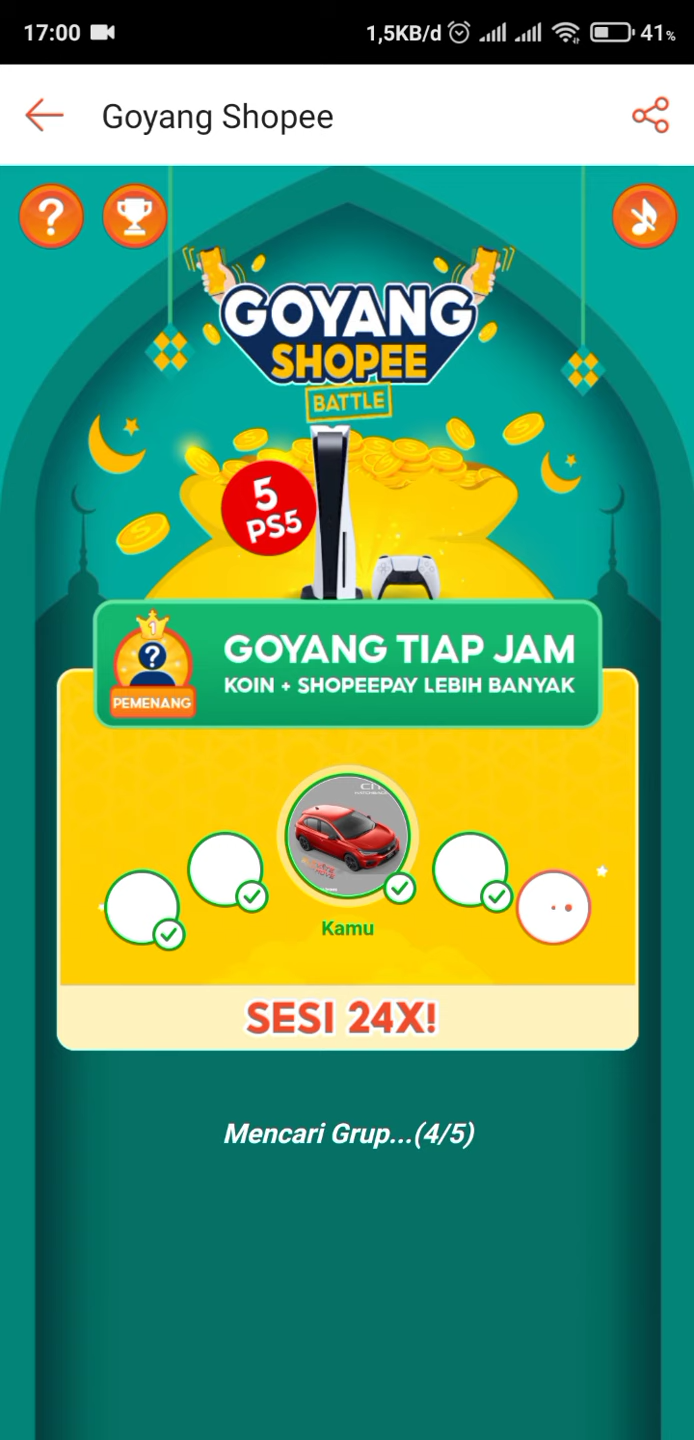 17:00
1,5KB/d
41%
Goyang Shopee
?
GOYANG
SHOPEE
BATTLE
5
PS5
1
?
PEMENANG
GOYANG TIAP JAM
KOIN + SHOPEEPAY LEBIH BANYAK
Kamu
SESI 24X!
Mencari Grup...(4/5)